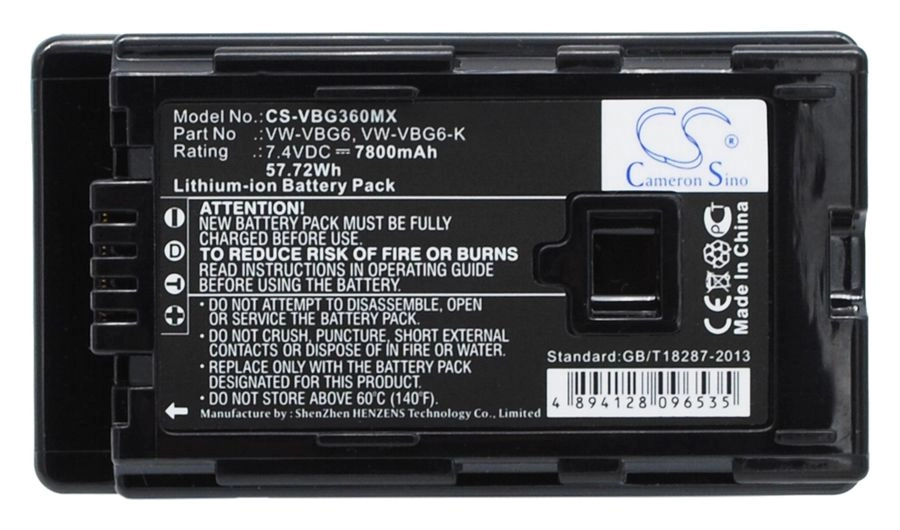 Model No.: CS-VBG360MX
Part No : VW-VBG6, VW-VBG6-K
Rating : 7.4VDC ⎓ 7800mAh
57.72Wh
Lithium-ion Battery Pack
CS
®
Cameron Sino
D
T
ATTENTION!
NEW BATTERY PACK MUST BE FULLY
CHARGED BEFORE USE.
TO REDUCE RISK OF FIRE OR BURNS
READ INSTRUCTIONS IN OPERATING GUIDE
BEFORE USING THE BATTERY.
• DO NOT ATTEMPT TO DISASSEMBLE, OPEN
OR SERVICE THE BATTERY PACK.
• DO NOT CRUSH, PUNCTURE, SHORT EXTERNAL
CONTACTS OR DISPOSE OF IN FIRE OR WATER.
• REPLACE ONLY WITH THE BATTERY PACK
DESIGNATED FOR THIS PRODUCT.
• DO NOT STORE ABOVE 60°C (140°F).
Manufacture by : ShenZhen HENZENS Technology Co., Limited
CE
PCT
Made In China
Standard:GB/T18287-2013
4 894128 096535